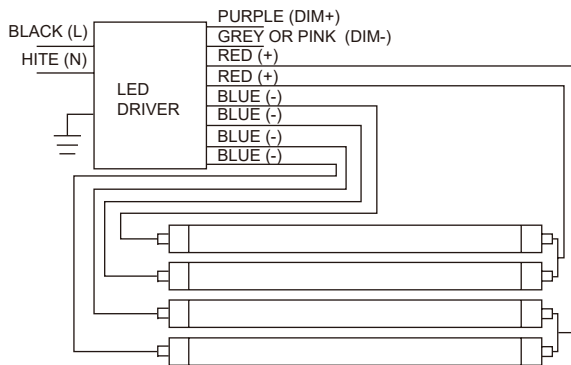 BLACK (L)
HITE (N)
LED
DRIVER
PURPLE (DIM+)
GREY OR PINK (DIM-)
RED (+)
RED (+)
BLUE (-)
BLUE (-)
BLUE (-)
BLUE (-)